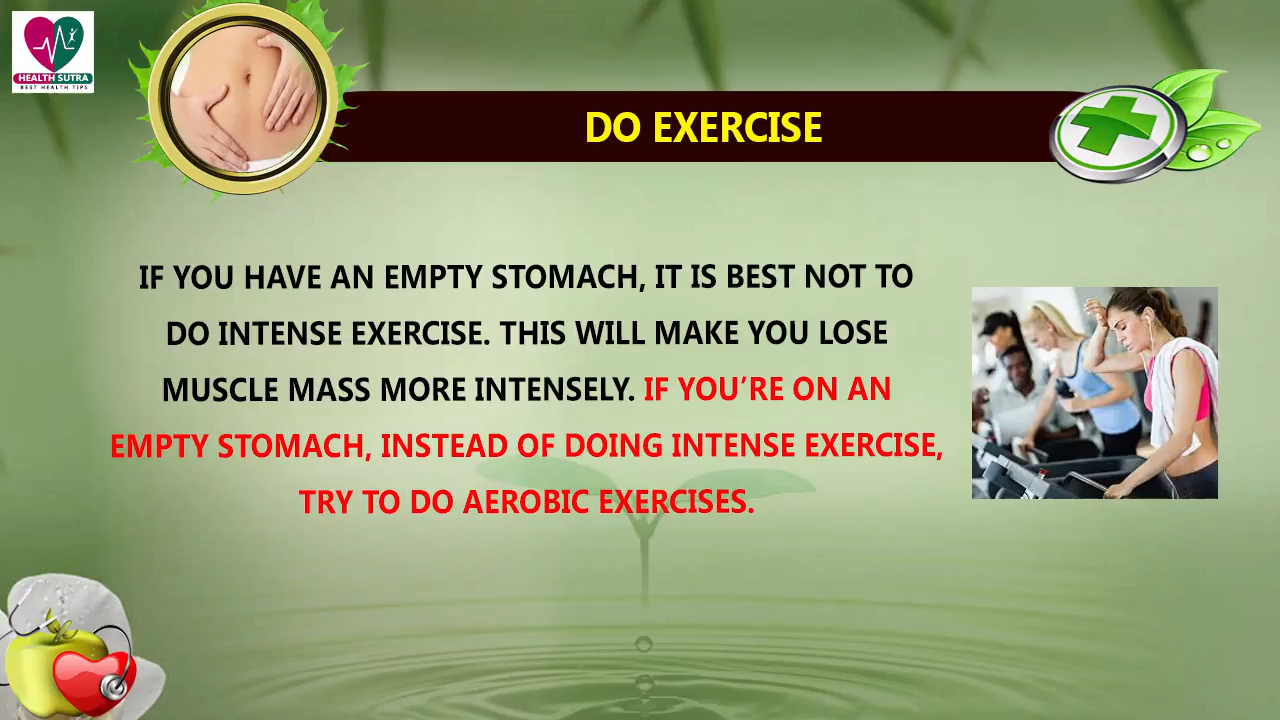 HEALTH SUTRA
BEST HEALTH TIPS
DO EXERCISE
IF YOU HAVE AN EMPTY STOMACH, IT IS BEST NOT TO
DO INTENSE EXERCISE. THIS WILL MAKE YOU LOSE
MUSCLE MASS MORE INTENSELY. IF YOU’RE ON AN
EMPTY STOMACH, INSTEAD OF DOING INTENSE EXERCISE,
TRY TO DO AEROBIC EXERCISES.